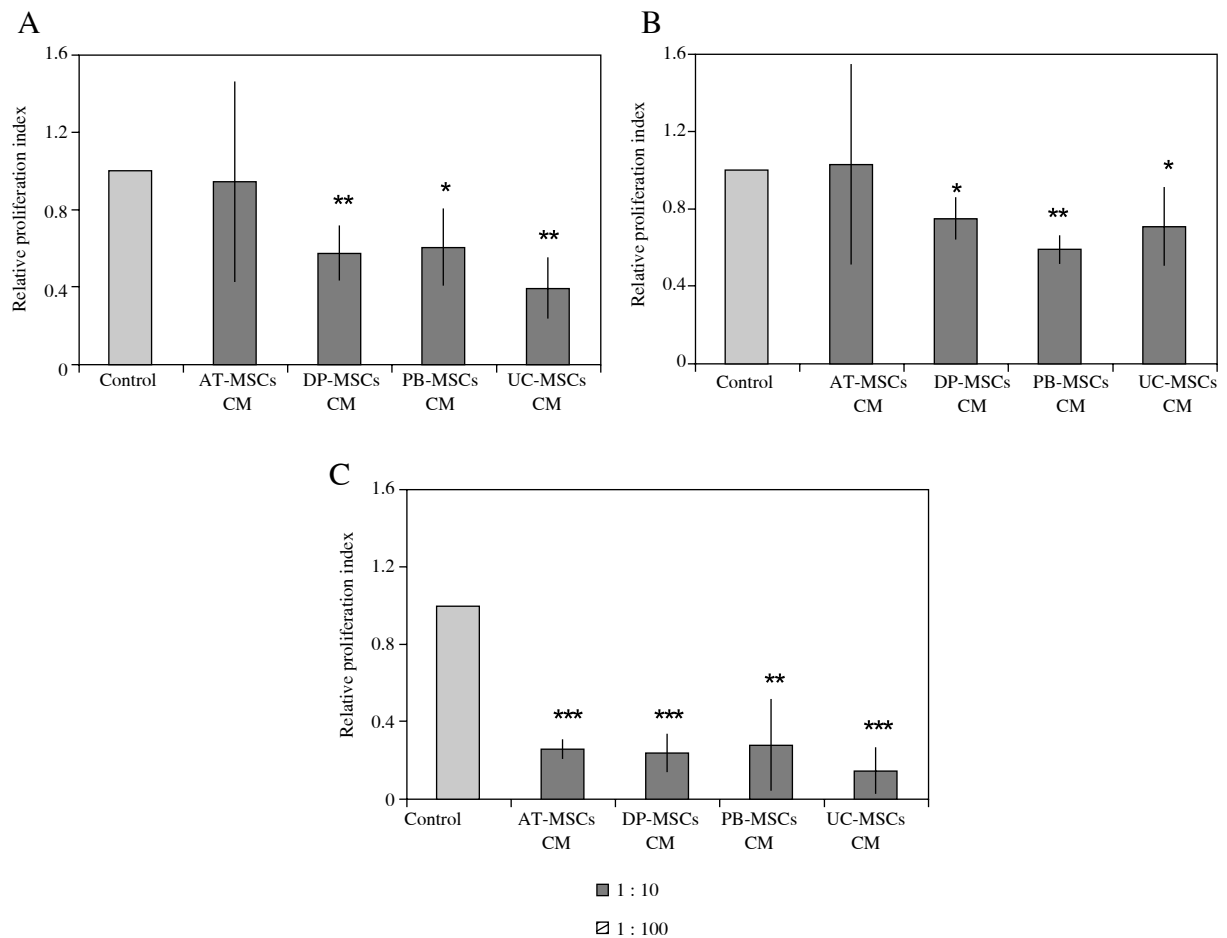 A
Relative proliferation index
1.6
1.2
0.8
0.4
0
**
*
**
Control AT-MSCs DP-MSCs PB-MSCs UC-MSCs
CM CM CM CM
B
Relative proliferation index
1.6
1.2
0.8
0.4
0
*
**
*
Control AT-MSCs DP-MSCs PB-MSCs UC-MSCs
CM CM CM CM
C
Relative proliferation index
1.6
1.2
0.8
0.4
0
***
***
**
***
Control AT-MSCs DP-MSCs PB-MSCs UC-MSCs
CM CM CM CM
1 : 10
1 : 100